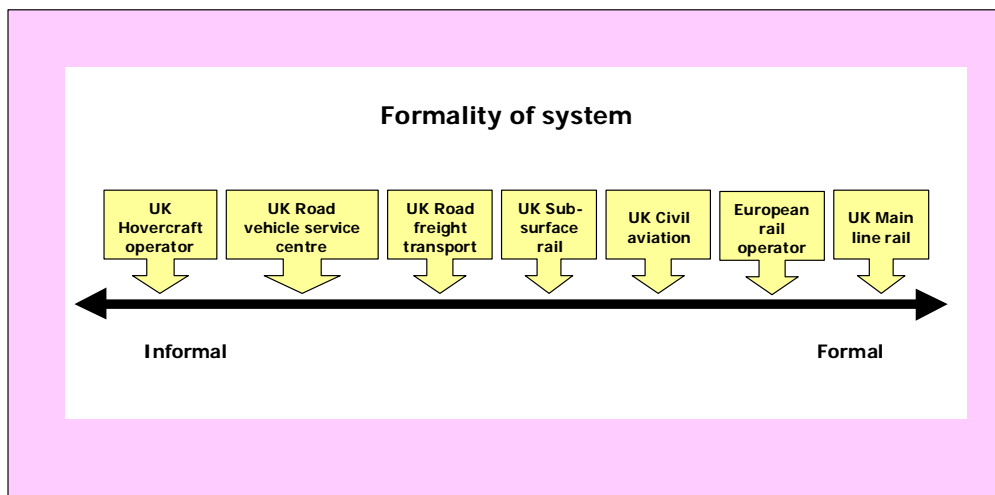 Formality of system
UK
Hovercraft
operator
UK Road
vehicle service
centre
UK Road
freight
transport
UK Sub-
surface rail
UK Civil
aviation
European
rail
operator
UK Main
line rail
Informal
Formal